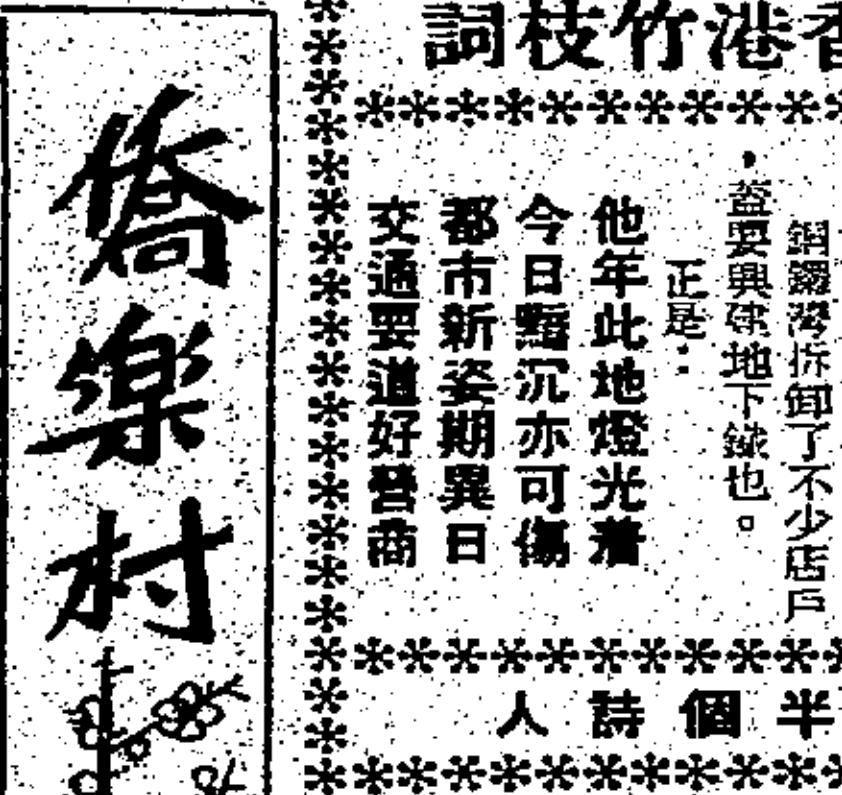 香港竹枝詞
銅鑼灣拆卸了不少店戶
，蓋要興建地下鐵也。
正是：
他年此地燈光着
今日黯沉亦可傷
都市新姿期異日
交通要道好營商
半個詩人
僑樂村